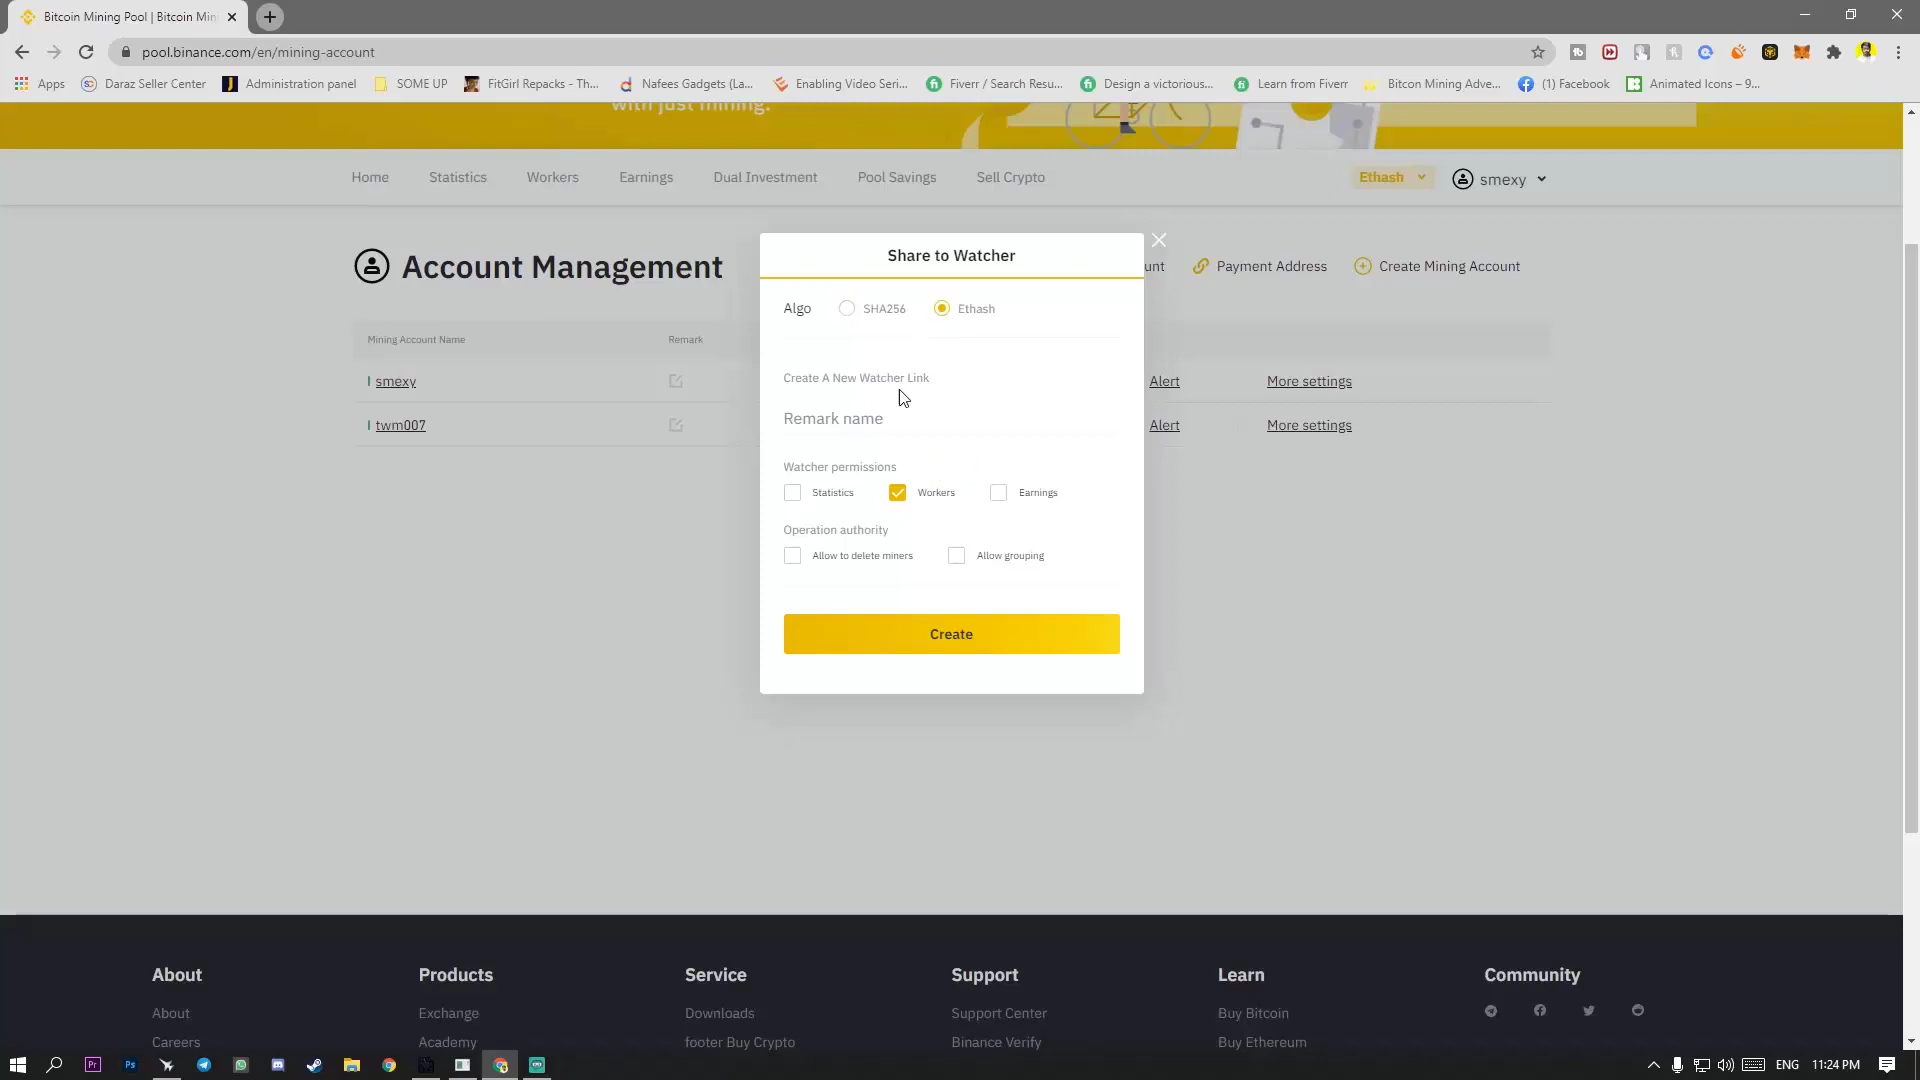 Bitcoin Mining Pool | Bitcoin Min
pool.binance.com/en/mining-account
Apps
Daraz Seller Center
Administration panel
SOME UP
FitGirl Repacks - Th...
Nafees Gadgets (La...
Enabling Video Seri...
Fiverr / Search Resu...
Design a victorious...
Learn from Fiverr
Bitcon Mining Adve...
(1) Facebook
Animated Icons – 9...
with just mining.
Home
Statistics
Workers
Earnings
Dual Investment
Pool Savings
Sell Crypto
Ethash
smexy
Account Management
unt
Payment Address
Create Mining Account
Mining Account Name
Remark
smexy
Alert
More settings
twm007
Alert
More settings
Share to Watcher
Algo
SHA256
Ethash
Create A New Watcher Link
Remark name
Watcher permissions
Statistics
Workers
Earnings
Operation authority
Allow to delete miners
Allow grouping
Create
About
Products
Service
Support
Learn
Community
About
Exchange
Downloads
Support Center
Buy Bitcoin
Careers
Academy
footer Buy Crypto
Binance Verify
Buy Ethereum
Pr
Ps
ENG
11:24 PM